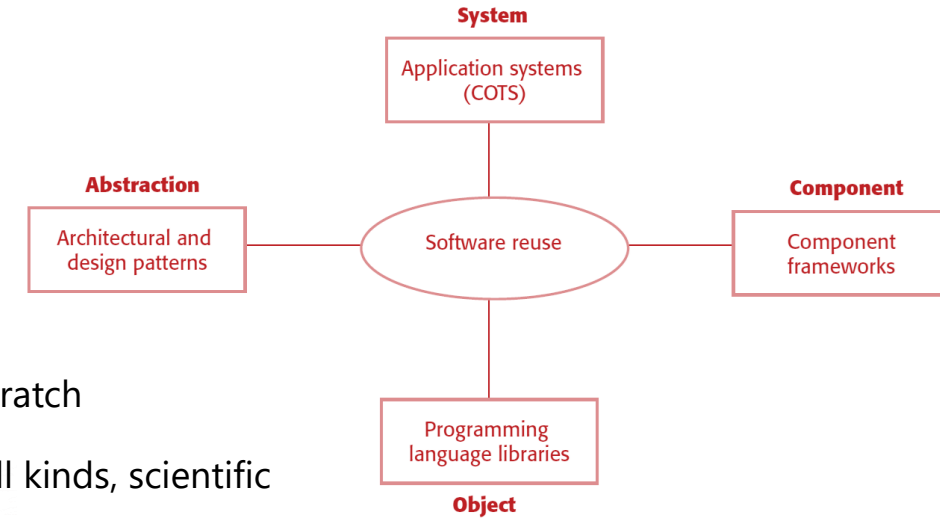 System
Application systems
(COTS)
Abstraction
Architectural and
design patterns
Software reuse
Component
Component
frameworks
ratch
ll kinds, scientific
Programming
language libraries
Object